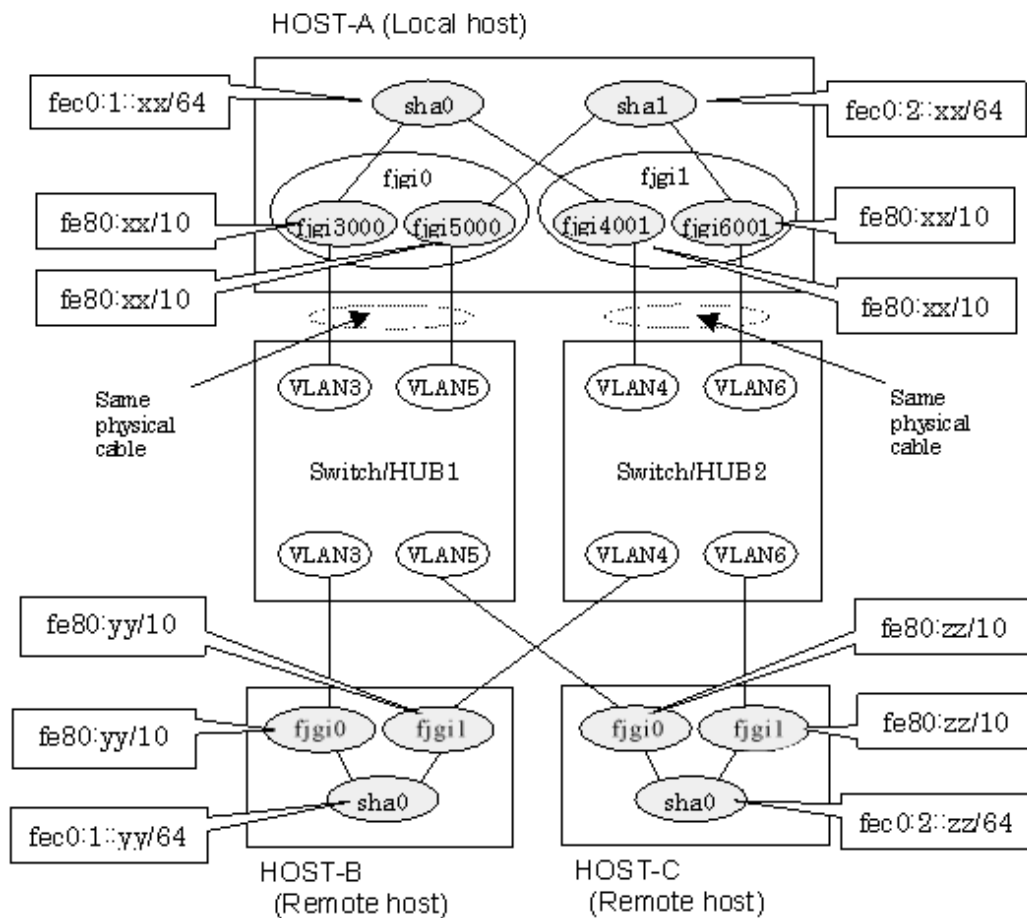 HOST-A (Local host)
fec0:1::xx/64
sha0
sha1
fec0:2::xx/64
fjgi0
fjgi1
fe80:xx/10
fjgi3000
fjgi5000
fjgi4001
fjgi6001
fe80:xx/10
fe80:xx/10
fe80:xx/10
VLAN3
VLAN5
VLAN4
VLAN6
Same
physical
cable
Same
physical
cable
Switch/HUB1
Switch/HUB2
VLAN3
VLAN5
VLAN4
VLAN6
fe80:yy/10
fe80:zz/10
fjgi0
fjgi1
fjgi0
fjgi1
fe80:yy/10
fe80:zz/10
sha0
sha0
fec0:1::yy/64
fec0:2::zz/64
HOST-B
(Remote host)
HOST-C
(Remote host)